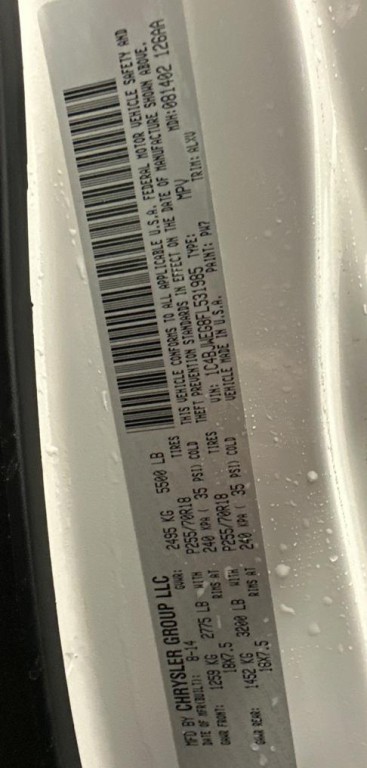 MFD BY CHRYSLER GROUP LLC
DATE OF MFR(BUILT): 8-14 GVWR: 2495 KG 5500 LB
GAWR FRONT: 1259 KG 2775 LB WITH P255/70R18 TIRES
18X7.5 RIMS AT 240 KPA ( 35 PSI) COLD
GAWR REAR: 1452 KG 3200 LB WITH P255/70R18 TIRES
18X7.5 RIMS AT 240 KPA ( 35 PSI) COLD
THIS VEHICLE CONFORMS TO ALL APPLICABLE U.S.A. FEDERAL MOTOR VEHICLE SAFETY AND
THEFT PREVENTION STANDARDS IN EFFECT ON THE DATE OF MANUFACTURE SHOWN ABOVE.
VIN: 1C4BJWEG8FL531985 TYPE: MPV MDH: 081402 126AA
VEHICLE MADE IN U.S.A. PAINT: PW7 TRIM: ALXV